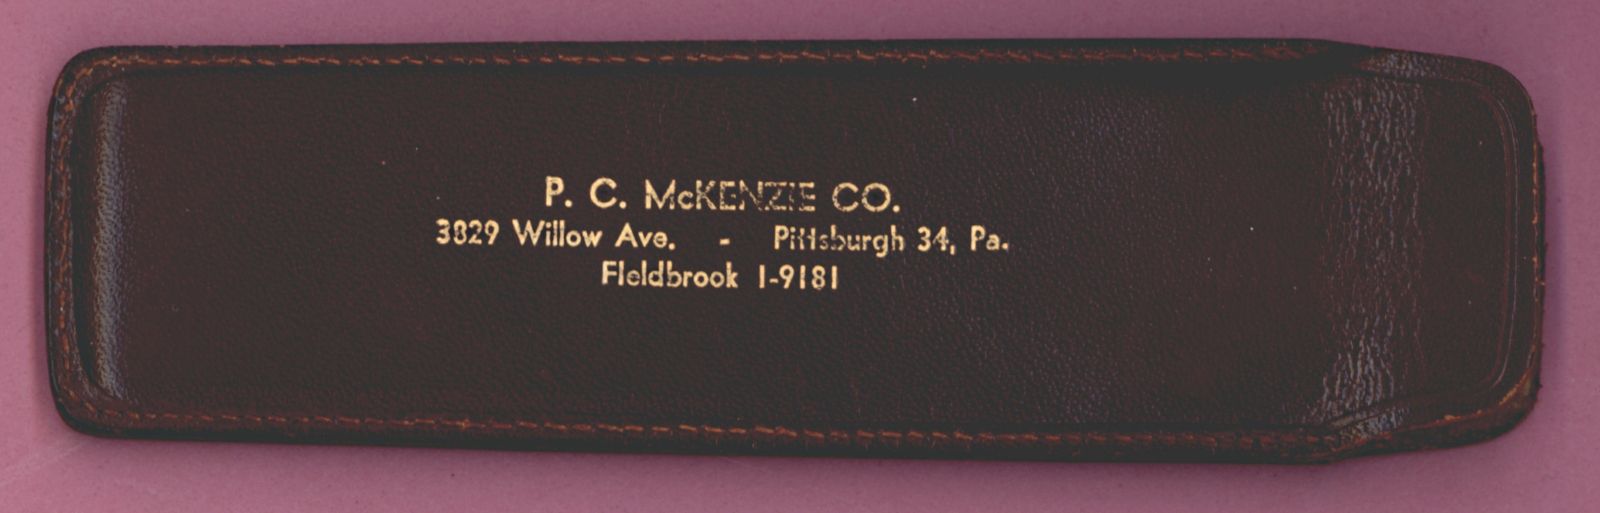 P. C. McKENZIE CO.
3829 Willow Ave. - Pittsburgh 34, Pa.
Fieldbrook 1-9181